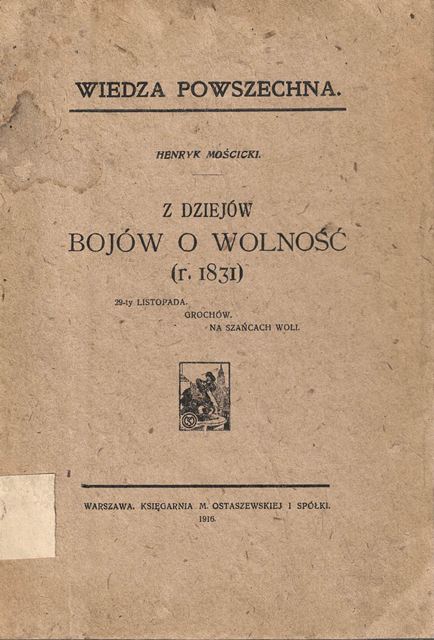 WIEDZA POWSZECHNA.
HENRYK MOŚCICKI.
Z DZIEJÓW
BOJÓW O WOLNOŚĆ
(r. 1831)
29-ty LISTOPADA.
GROCHÓW.
NA SZAŃCACH WOLI.
WARSZAWA. KSIĘGARNIA M. OSTASZEWSKIEJ I SPÓŁKI.
1916.